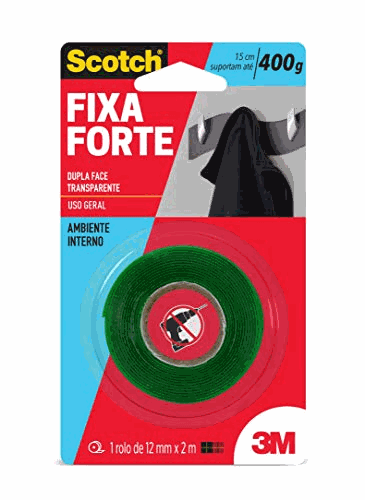 Scotch
15 cm
suportam até
400g
FIXA
FORTE
DUPLA FACE
TRANSPARENTE
USO GERAL
AMBIENTE
INTERNO
1 rolo de 12 mm x 2 m
3M